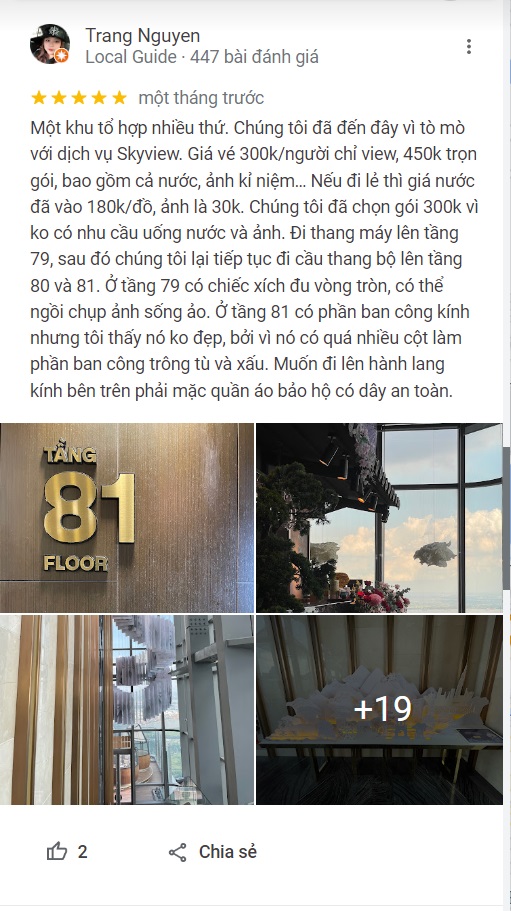 Trang Nguyen
Local Guide · 447 bài đánh giá
một tháng trước
Một khu tổ hợp nhiều thứ. Chúng tôi đã đến đây vì tò mò
với dịch vụ Skyview. Giá vé 300k/người chỉ view, 450k trọn
gói, bao gồm cả nước, ảnh kỉ niệm... Nếu đi lẻ thì giá nước
đã vào 180k/đồ, ảnh là 30k. Chúng tôi đã chọn gói 300k vì
ko có nhu cầu uống nước và ảnh. Đi thang máy lên tầng
79, sau đó chúng tôi lại tiếp tục đi cầu thang bộ lên tầng
80 và 81. Ở tầng 79 có chiếc xích đu vòng tròn, có thể
ngồi chụp ảnh sống ảo. Ở tầng 81 có phần ban công kính
nhưng tôi thấy nó ko đẹp, bởi vì nó có quá nhiều cột làm
phần ban công trông tù và xấu. Muốn đi lên hành lang
kính bên trên phải mặc quần áo bảo hộ có dây an toàn.
TẦNG
81
FLOOR
+19
2
Chia sẻ